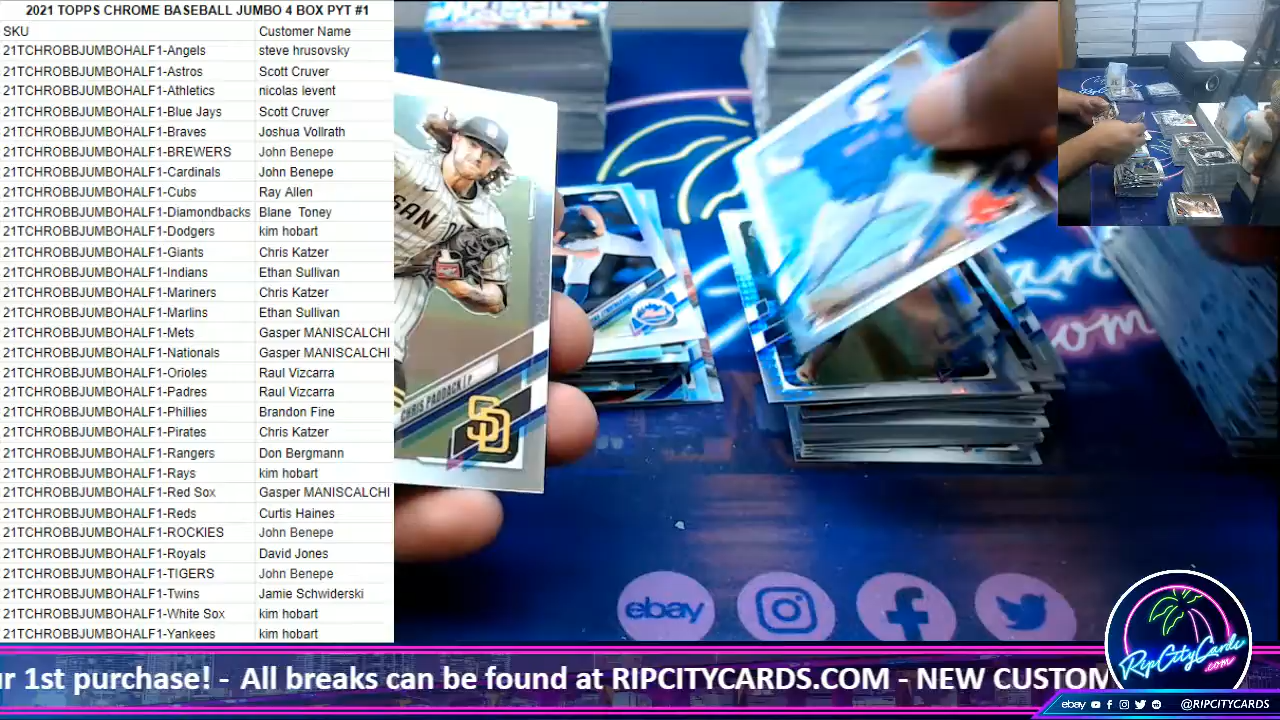 2021 TOPPS CHROME BASEBALL JUMBO 4 BOX PYT #1
SKU Customer Name
21TCHROBBJUMBOHALF1-Angels steve hrusovsky
21TCHROBBJUMBOHALF1-Astros Scott Cruver
21TCHROBBJUMBOHALF1-Athletics nicolas levent
21TCHROBBJUMBOHALF1-Blue Jays Scott Cruver
21TCHROBBJUMBOHALF1-Braves Joshua Vollrath
21TCHROBBJUMBOHALF1-BREWERS John Benepe
21TCHROBBJUMBOHALF1-Cardinals John Benepe
21TCHROBBJUMBOHALF1-Cubs Ray Allen
21TCHROBBJUMBOHALF1-Diamondbacks Blane Toney
21TCHROBBJUMBOHALF1-Dodgers kim hobart
21TCHROBBJUMBOHALF1-Giants Chris Katzer
21TCHROBBJUMBOHALF1-Indians Ethan Sullivan
21TCHROBBJUMBOHALF1-Mariners Chris Katzer
21TCHROBBJUMBOHALF1-Marlins Ethan Sullivan
21TCHROBBJUMBOHALF1-Mets Gasper MANISCALCHI
21TCHROBBJUMBOHALF1-Nationals Gasper MANISCALCHI
21TCHROBBJUMBOHALF1-Orioles Raul Vizcarra
21TCHROBBJUMBOHALF1-Padres Raul Vizcarra
21TCHROBBJUMBOHALF1-Phillies Brandon Fine
21TCHROBBJUMBOHALF1-Pirates Chris Katzer
21TCHROBBJUMBOHALF1-Rangers Don Bergmann
21TCHROBBJUMBOHALF1-Rays kim hobart
21TCHROBBJUMBOHALF1-Red Sox Gasper MANISCALCHI
21TCHROBBJUMBOHALF1-Reds Curtis Haines
21TCHROBBJUMBOHALF1-ROCKIES John Benepe
21TCHROBBJUMBOHALF1-Royals David Jones
21TCHROBBJUMBOHALF1-TIGERS John Benepe
21TCHROBBJUMBOHALF1-Twins Jamie Schwiderski
21TCHROBBJUMBOHALF1-White Sox kim hobart
21TCHROBBJUMBOHALF1-Yankees kim hobart
SAN
CHRIS PADDACK
SD
Mets
om
ebay
RipCityCards
.com
r 1st purchase! - All breaks can be found at RIPCITYCARDS.COM - NEW CUSTOM
ebay @RIPCITYCARDS